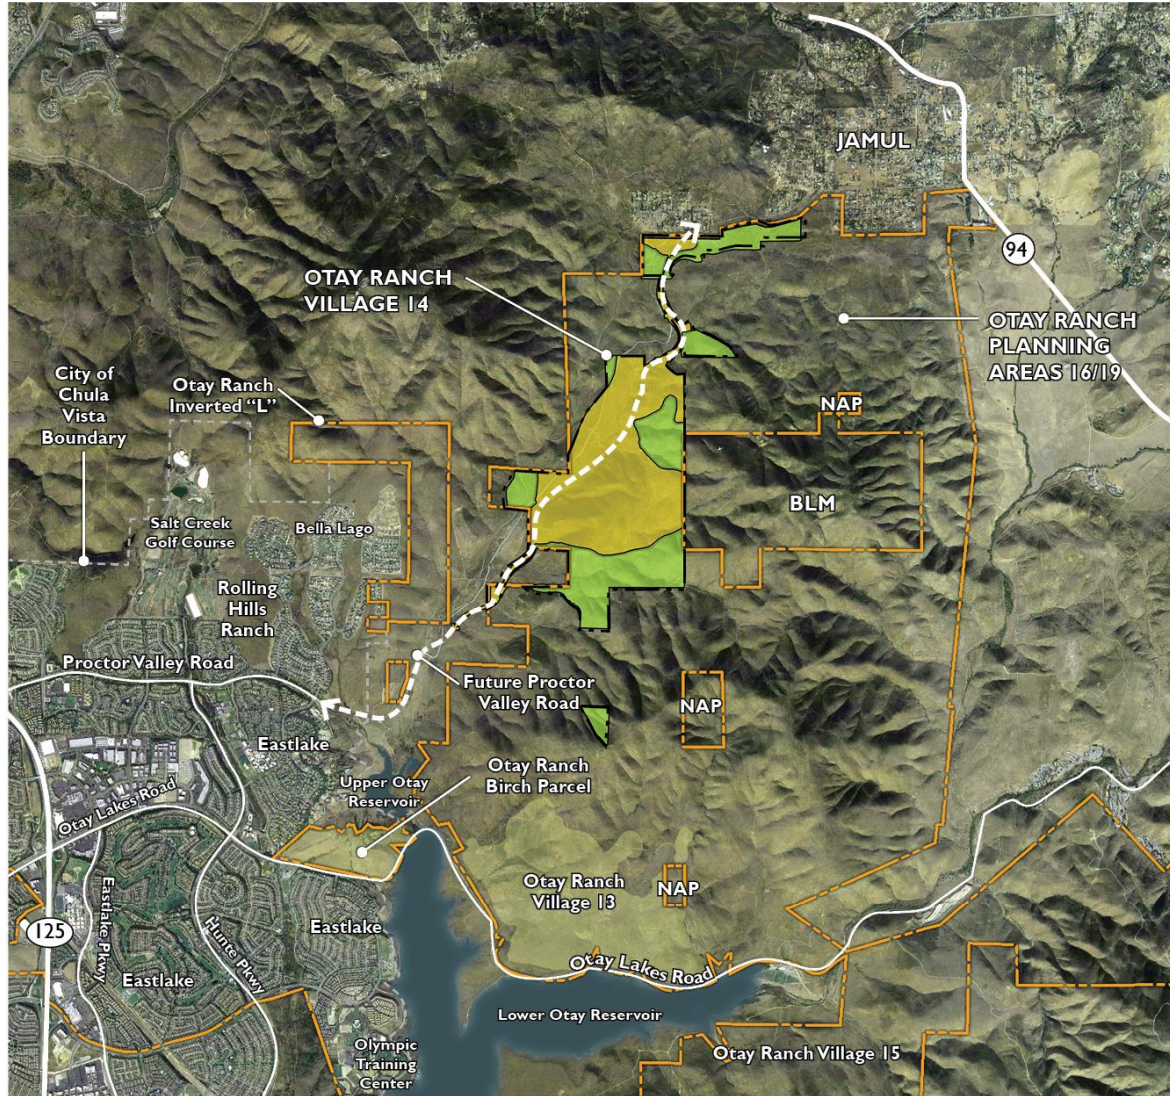 JAMUL
94
OTAY RANCH
VILLAGE 14
OTAY RANCH
PLANNING
AREAS 16/19
City of
Chula
Vista
Boundary
Otay Ranch
Inverted “L”
NAP
BLM
Salt Creek
Golf Course
Bella Lago
Rolling
Hills
Ranch
Proctor Valley Road
Future Proctor
Valley Road
NAP
Eastlake
Otay Ranch
Birch Parcel
Upper Otay
Reservoir
Otay Lakes Road
Otay Ranch
Village 13
NAP
Eastlake Pkwy
Hunte Pkwy
Eastlake
125
Eastlake
Otay Lakes Road
Lower Otay Reservoir
Olympic
Training
Center
Otay Ranch Village 15